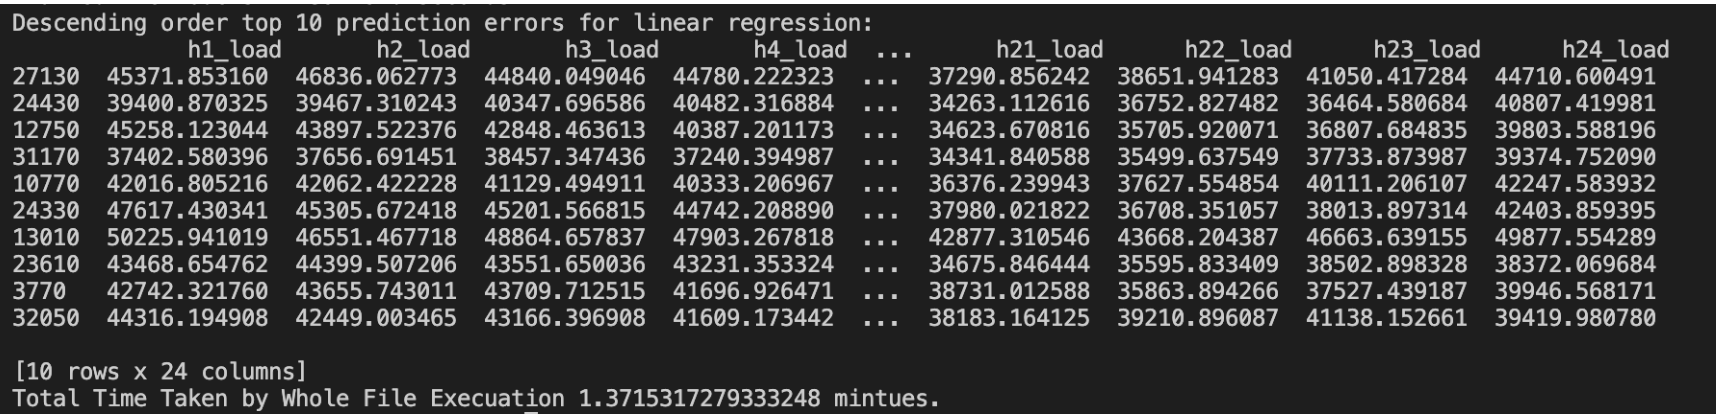 Descending order top 10 prediction errors for linear regression:
h1_load h2_load h3_load h4_load ... h21_load h22_load h23_load h24_load
27130 45371.853160 46836.062773 44840.049046 44780.222323 ... 37290.856242 38651.941283 41050.417284 44710.600491
24430 39400.870325 39467.310243 40347.696586 40482.316884 ... 34263.112616 36752.827482 36464.580684 40807.419981
12750 45258.123044 43897.522376 42848.463613 40387.201173 ... 34623.670816 35705.920071 36807.684835 39803.588196
31170 37402.580396 37656.691451 38457.347436 37240.394987 ... 34341.840588 35499.637549 37733.873987 39374.752090
10770 42016.805216 42062.422228 41129.494911 40333.206967 ... 36376.239943 37627.554854 40111.206107 42247.583932
24330 47617.430341 45305.672418 45201.566815 44742.208890 ... 37980.021822 36708.351057 38013.897314 42403.859395
13010 50225.941019 46551.467718 48864.657837 47903.267818 ... 42877.310546 43668.204387 46663.639155 49877.554289
23610 43468.654762 44399.507206 43551.650036 43231.353324 ... 34675.846444 35595.833409 38502.898328 38372.069684
3770 42742.321760 43655.743011 43709.712515 41696.926471 ... 38731.012588 35863.894266 37527.439187 39946.568171
32050 44316.194908 42449.003465 43166.396908 41609.173442 ... 38183.164125 39210.896087 41138.152661 39419.980780
[10 rows x 24 columns]
Total Time Taken by Whole File Execuation 1.3715317279333248 mintues.